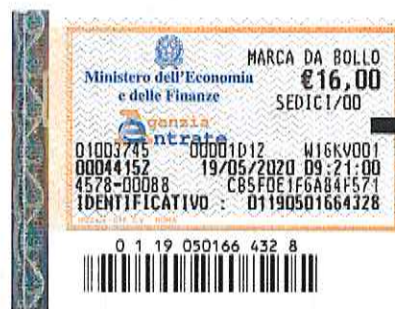 MARCA DA BOLLO
Ministero dell'Economia
e delle Finanze
€16,00
SEDICI/00
Agenzia
Entrate
01003745 00001D12 W16KV001
00044152 19/05/2020 09:21:00
4578-00088 CB5F0E1F6A84F571
IDENTIFICATIVO : 01190501664328
0 1 19 050166 432 8